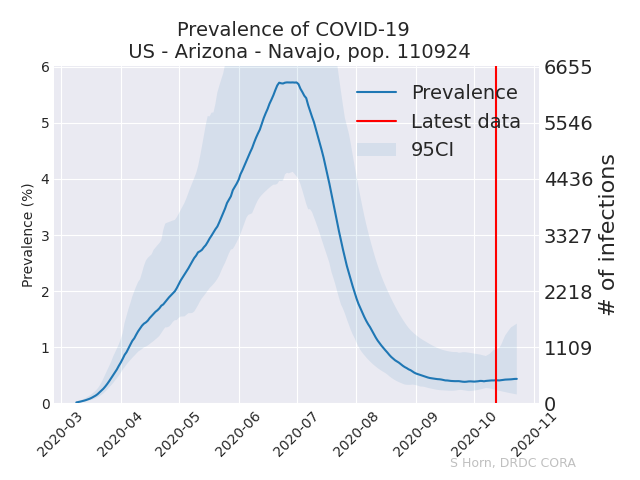 Prevalence of COVID-19
US - Arizona - Navajo, pop. 110924
Prevalence (%)
6
5
4
3
2
1
0
6655
5546
4436
3327
2218
1109
0
# of infections
Prevalence
Latest data
95CI
2020-03
2020-04
2020-05
2020-06
2020-07
2020-08
2020-09
2020-10
2020-11
S Horn, DRDC CORA